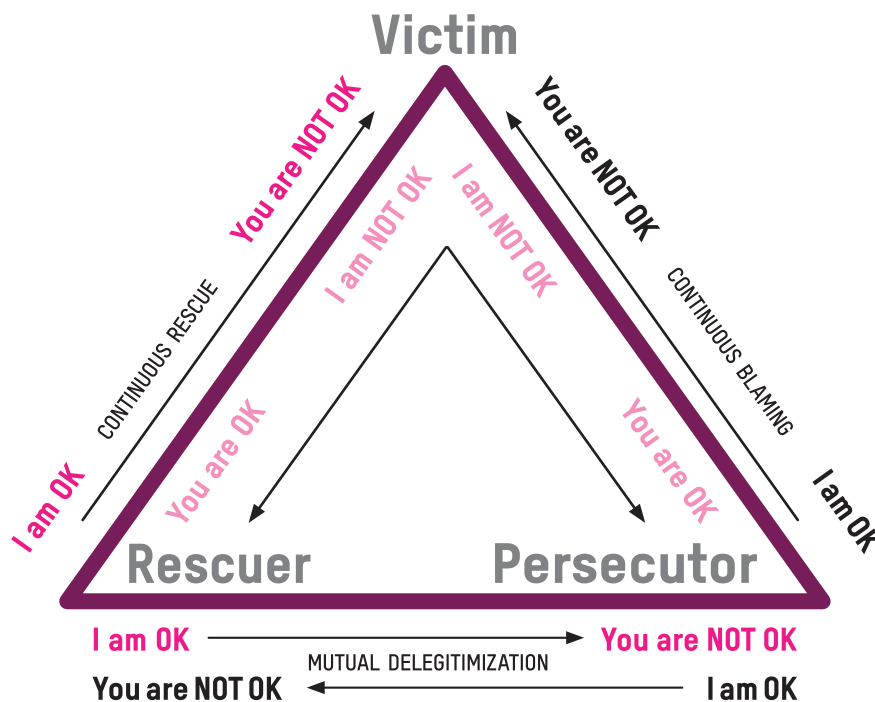 Victim
You are NOT OK
You are NOT OK
I am NOT OK
I am NOT OK
CONTINUOUS RESCUE
CONTINUOUS BLAMING
You are OK
You are OK
I am OK
I am OK
Rescuer
Persecutor
I am OK
You are NOT OK
MUTUAL DELEGITIMIZATION
You are NOT OK
I am OK